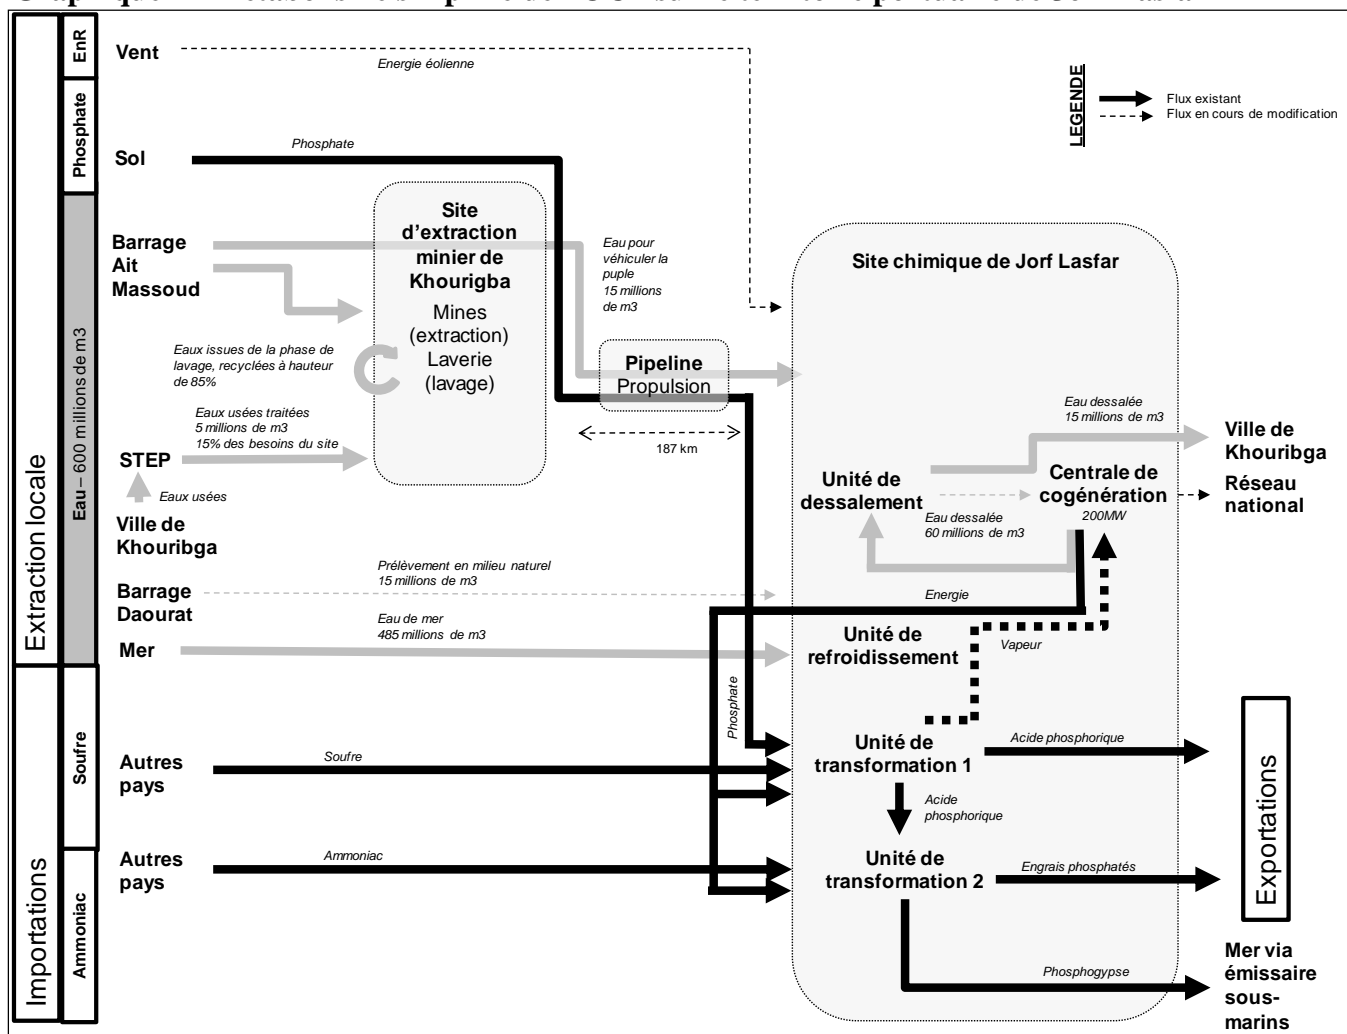 EnR
Vent
Energie éolienne
LEGENDE
Flux existant
Flux en cours de modification
Phosphate
Sol
Phosphate
Extraction locale
Eau – 600 millions de m3
Barrage
Ait
Massoud
Site
d'extraction
minier de
Khourigba
Mines
(extraction)
Laverie
(lavage)
Eau pour
véhiculer la
puple
15 millions
de m3
Site chimique de Jorf Lasfar
Eaux issues de la phase de
lavage, recyclées à hauteur
de 85%
Pipeline
Propulsion
187 km
Eaux usées traitées
5 millions de m3
15% des besoins du site
STEP
Eaux usées
Ville de
Khouribga
Eau dessalée
15 millions de m3
Ville de
Khouribga
Unité de
dessalement
Eau dessalée
60 millions de m3
Centrale de
cogénération
200MW
Réseau
national
Barrage
Daourat
Prélèvement en milieu naturel
15 millions de m3
Energie
Mer
Eau de mer
485 millions de m3
Unité de
refroidissement
Vapeur
Importations
Soufre
Autres
pays
Soufre
Phosphate
Unité de
transformation 1
Acide phosphorique
Acide
phosphorique
Exportations
Ammoniac
Autres
pays
Ammoniac
Unité de
transformation 2
Engrais phosphatés
Phosphogypse
Mer via
émissaire
sous-
marins